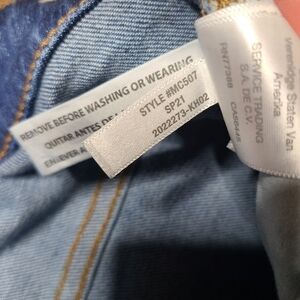 REMOVE BEFORE WASHING OR WEARING
QUITAR ANTES DE
STYLE #MC507
SP21
2022273-KH02
Verenigde Staten Van
Amerika
SERVICE TRADING
S.A. DE C.V.